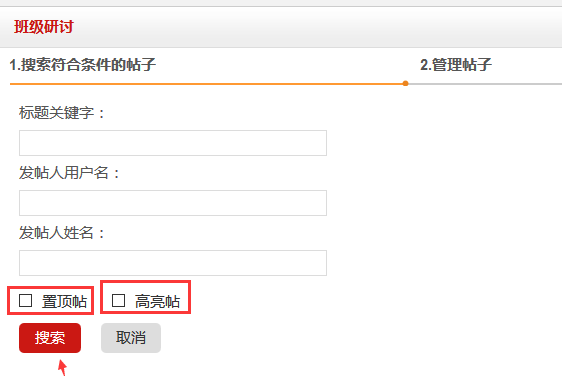 班级研讨
1.搜索符合条件的帖子 2.管理帖子
标题关键字：
发帖人用户名：
发帖人姓名：
置顶帖 高亮帖
搜索 取消